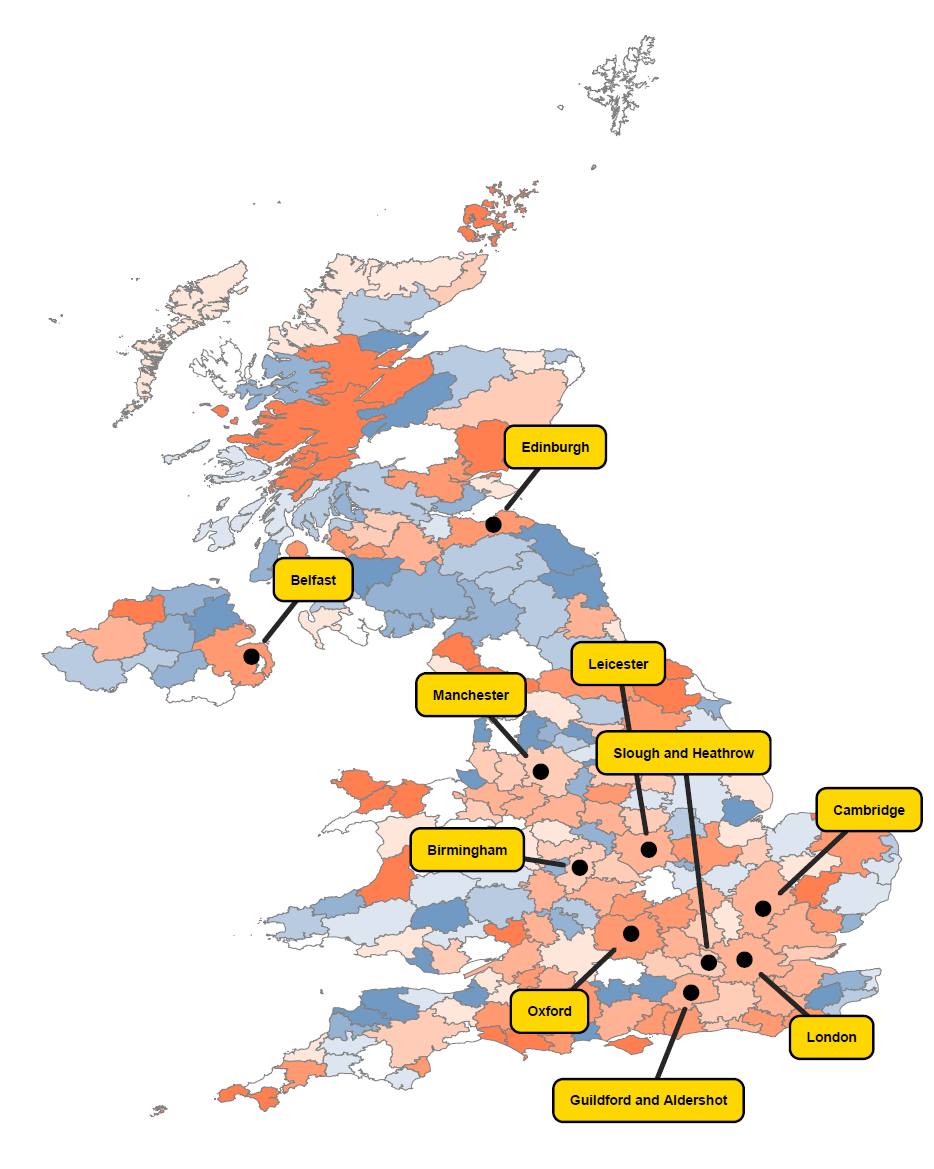 Edinburgh
Belfast
Leicester
Manchester
Slough and Heathrow
Cambridge
Birmingham
Oxford
London
Guildford and Aldershot